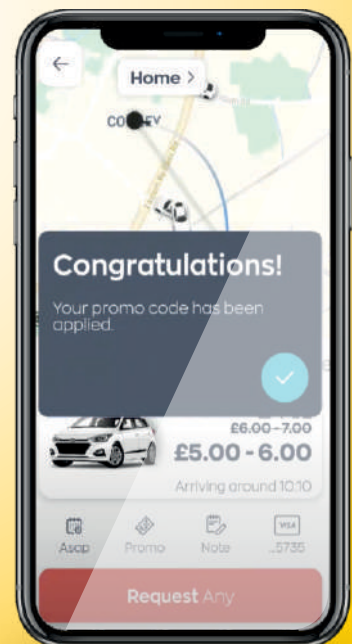 Home >
Congratulations!
Your promo code has been
applied.
£6.00-7.00
£5.00 - 6.00
Arriving around 10:10
Asap
Promo
Note
VISA
..5735
Request Any